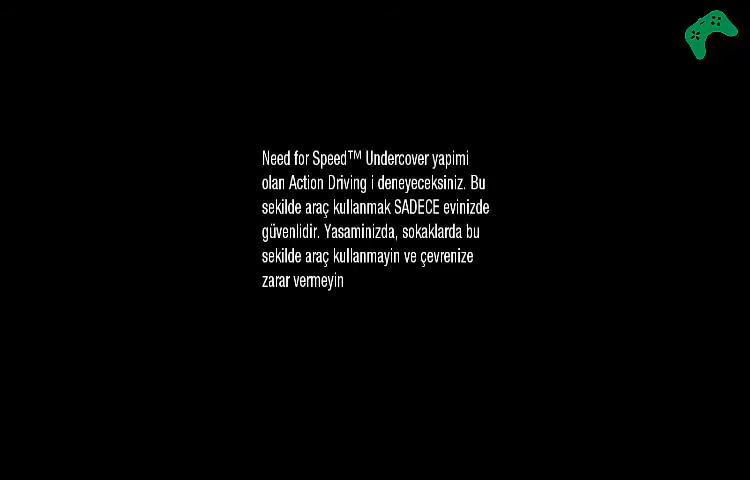 Need for Speed™ Undercover yapimi
olan Action Driving i deneyeceksiniz. Bu
sekilde araç kullanmak SADECE evinizde
güvenlidir. Yasaminizda, sokaklarda bu
sekilde araç kullanmayin ve çevrenize
zarar vermeyin